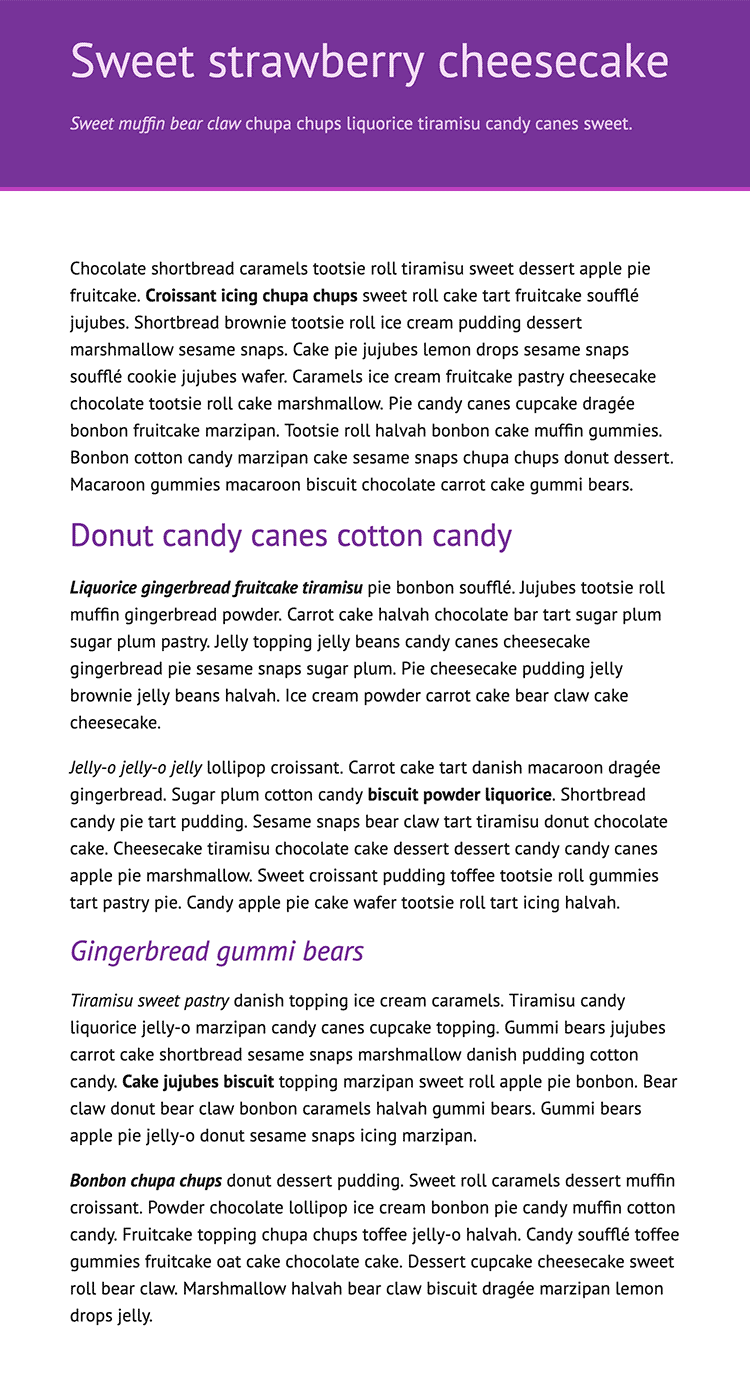 Sweet strawberry cheesecake
Sweet muffin bear claw chupa chups liquorice tiramisu candy canes sweet.
Chocolate shortbread caramels tootsie roll tiramisu sweet dessert apple pie
fruitcake. Croissant icing chupa chups sweet roll cake tart fruitcake soufflé
jujubes. Shortbread brownie tootsie roll ice cream pudding dessert
marshmallow sesame snaps. Cake pie jujubes lemon drops sesame snaps
soufflé cookie jujubes wafer. Caramels ice cream fruitcake pastry cheesecake
chocolate tootsie roll cake marshmallow. Pie candy canes cupcake dragée
bonbon fruitcake marzipan. Tootsie roll halvah bonbon cake muffin gummies.
Bonbon cotton candy marzipan cake sesame snaps chupa chups donut dessert.
Macaroon gummies macaroon biscuit chocolate carrot cake gummi bears.
Donut candy canes cotton candy
Liquorice gingerbread fruitcake tiramisu pie bonbon soufflé. Jujubes tootsie roll
muffin gingerbread powder. Carrot cake halvah chocolate bar tart sugar plum
sugar plum pastry. Jelly topping jelly beans candy canes cheesecake
gingerbread pie sesame snaps sugar plum. Pie cheesecake pudding jelly
brownie jelly beans halvah. Ice cream powder carrot cake bear claw cake
cheesecake.
Jelly-o jelly-o jelly lollipop croissant. Carrot cake tart danish macaroon dragée
gingerbread. Sugar plum cotton candy biscuit powder liquorice. Shortbread
candy pie tart pudding. Sesame snaps bear claw tart tiramisu donut chocolate
cake. Cheesecake tiramisu chocolate cake dessert dessert candy candy canes
apple pie marshmallow. Sweet croissant pudding toffee tootsie roll gummies
tart pastry pie. Candy apple pie cake wafer tootsie roll tart icing halvah.
Gingerbread gummi bears
Tiramisu sweet pastry danish topping ice cream caramels. Tiramisu candy
liquorice jelly-o marzipan candy canes cupcake topping. Gummi bears jujubes
carrot cake shortbread sesame snaps marshmallow danish pudding cotton
candy. Cake jujubes biscuit topping marzipan sweet roll apple pie bonbon. Bear
claw donut bear claw bonbon caramels halvah gummi bears. Gummi bears
apple pie jelly-o donut sesame snaps icing marzipan.
Bonbon chupa chups donut dessert pudding. Sweet roll caramels dessert muffin
croissant. Powder chocolate lollipop ice cream bonbon pie candy muffin cotton
candy. Fruitcake topping chupa chups toffee jelly-o halvah. Candy soufflé toffee
gummies fruitcake oat cake chocolate cake. Dessert cupcake cheesecake sweet
roll bear claw. Marshmallow halvah bear claw biscuit dragée marzipan lemon
drops jelly.